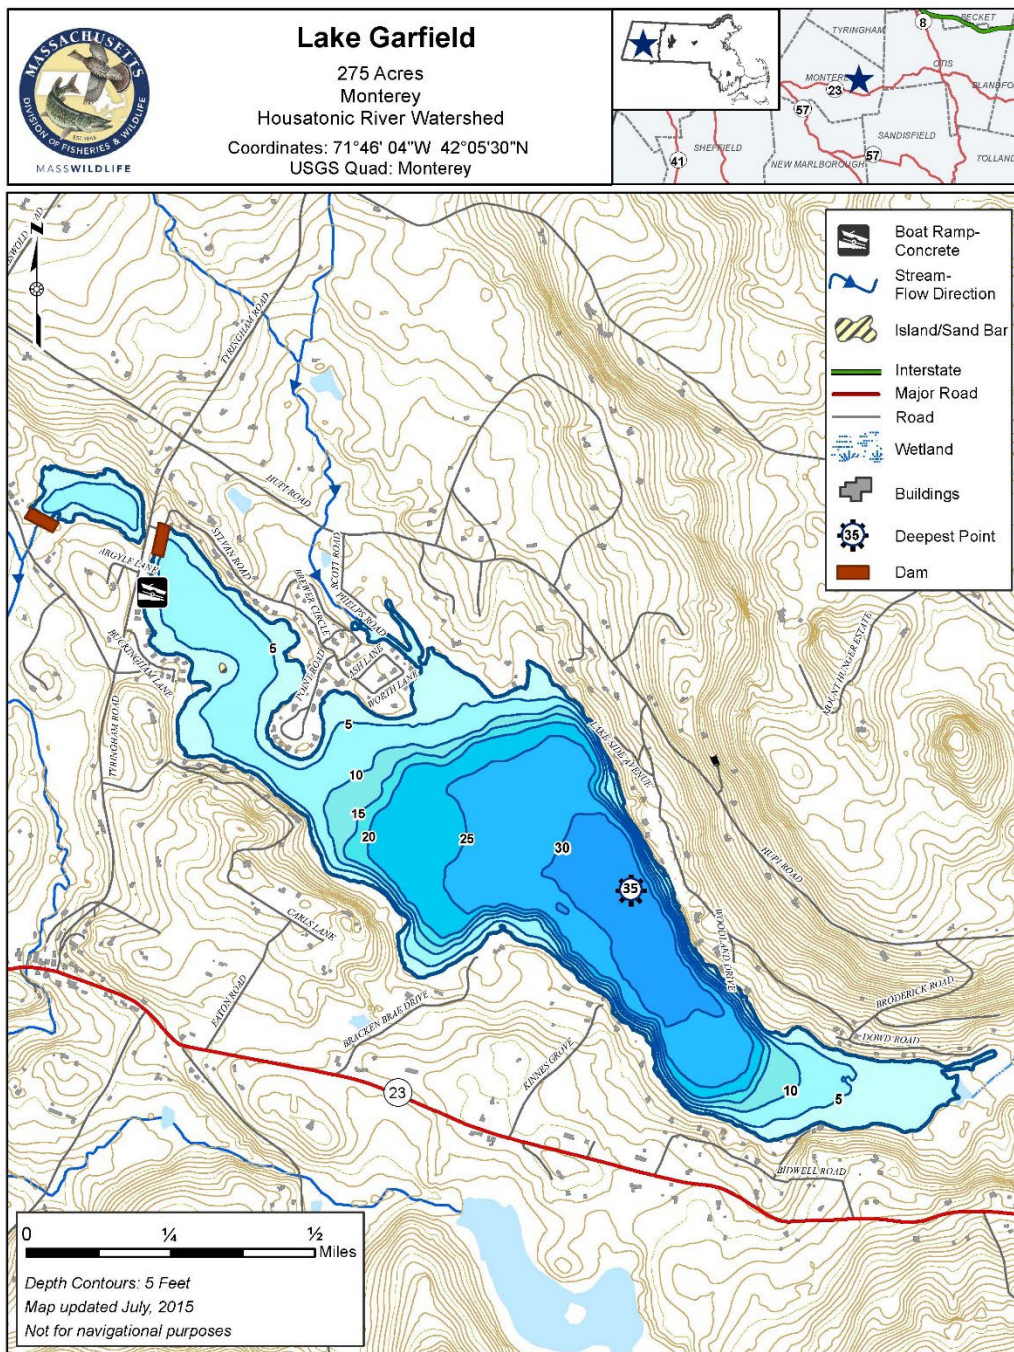 MASSACHUSETTS
DIVISION OF FISHERIES & WILDLIFE
EST 1863
MASSWILDLIFE
Lake Garfield
275 Acres
Monterey
Housatonic River Watershed
Coordinates: 71°46' 04"W 42°05'30"N
USGS Quad: Monterey
8
BECKET
TYRINGHAM
OTIS
MONTEREY
23
BLANDFO
57
SANDISFIELD
SHEFFIELD
41
NEW MARLBOROUGH
57
TOLLAND
N
Boat Ramp-
Concrete
Stream-
Flow Direction
Island/Sand Bar
Interstate
Major Road
Road
Wetland
Buildings
35
Deepest Point
Dam
TYRINGHAM ROAD
HUPI ROAD
SYLVAN ROAD
ARGYLE LANE
SCOTT ROAD
BREWER CIRCLE
PHELPS ROAD
BUCKINGHAM LANE
5
POINT ROAD
ASH LANE
WORTH LANE
MOUNT HUNGER ESTATE
5
TYRINGHAM ROAD
LAKE SIDE AVENUE
10
15
20
25
30
HUPI ROAD
35
CARLS LANE
WOODLAND DRIVE
EATON ROAD
BRACKEN BRAE DRIVE
BRODERICK ROAD
DOWD ROAD
KINNES GROVE
23
10
5
BIDWELL ROAD
0 ¼ ½
Miles
Depth Contours: 5 Feet
Map updated July, 2015
Not for navigational purposes